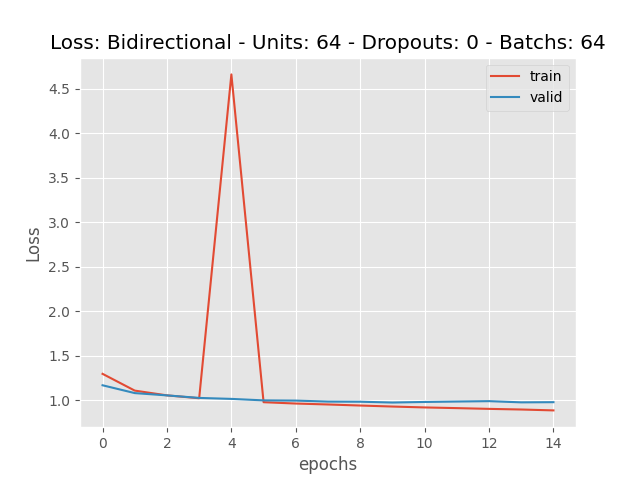 Loss: Bidirectional - Units: 64 - Dropouts: 0 - Batchs: 64
train
valid
4.5
4.0
3.5
3.0
2.5
2.0
1.5
1.0
Loss
0 2 4 6 8 10 12 14
epochs